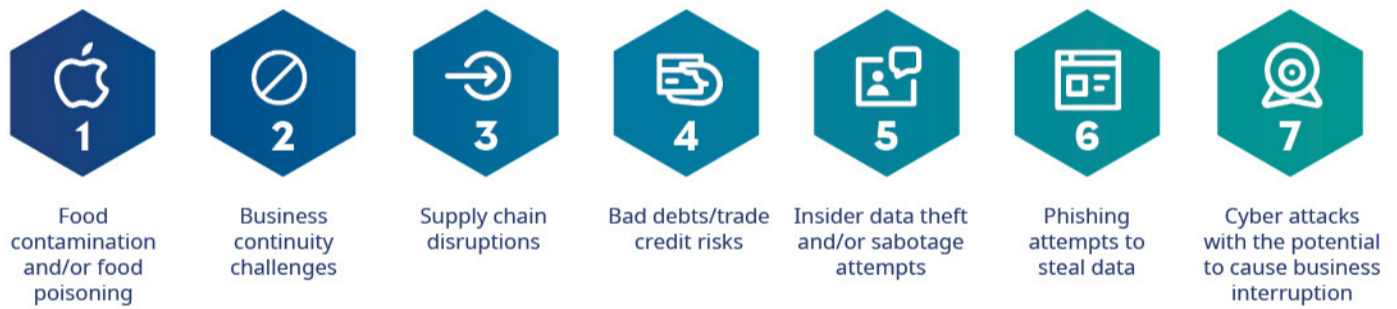 1
Food
contamination
and/or food
poisoning
2
Business
continuity
challenges
3
Supply chain
disruptions
4
Bad debts/trade
credit risks
5
Insider data theft
and/or sabotage
attempts
6
Phishing
attempts to
steal data
7
Cyber attacks
with the potential
to cause business
interruption